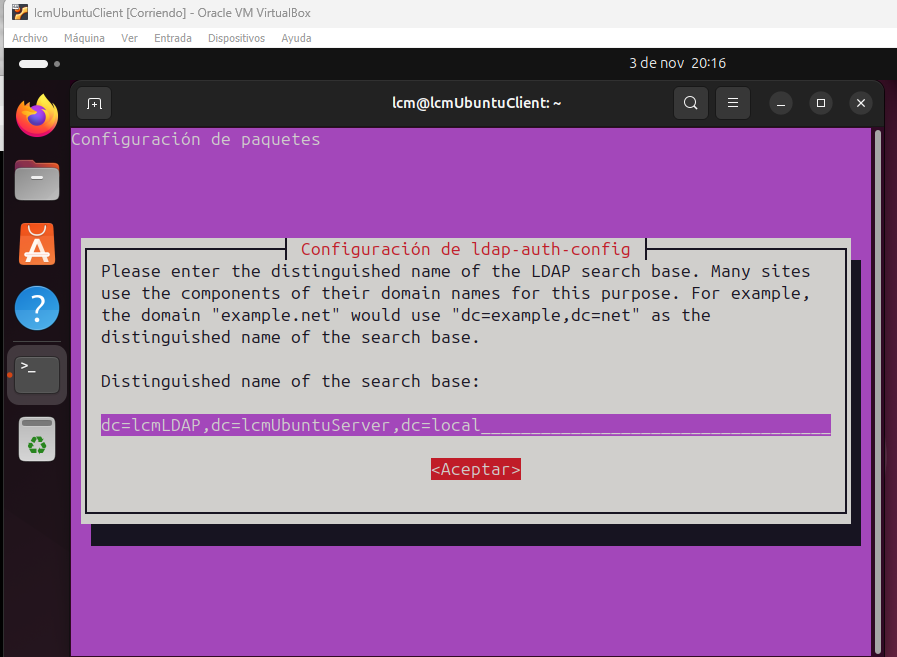 lcmUbuntuClient [Corriendo] - Oracle VM VirtualBox
Archivo Máquina Ver Entrada Dispositivos Ayuda
3 de nov 20:16
lcm@lcmUbuntuClient: ~
Configuración de paquetes
Configuración de ldap-auth-config
Please enter the distinguished name of the LDAP search base. Many sites
use the components of their domain names for this purpose. For example,
the domain "example.net" would use "dc=example,dc=net" as the
distinguished name of the search base.
Distinguished name of the search base:
dc=lcmLDAP,dc=lcmUbuntuServer,dc=local___________________________________
<Aceptar>